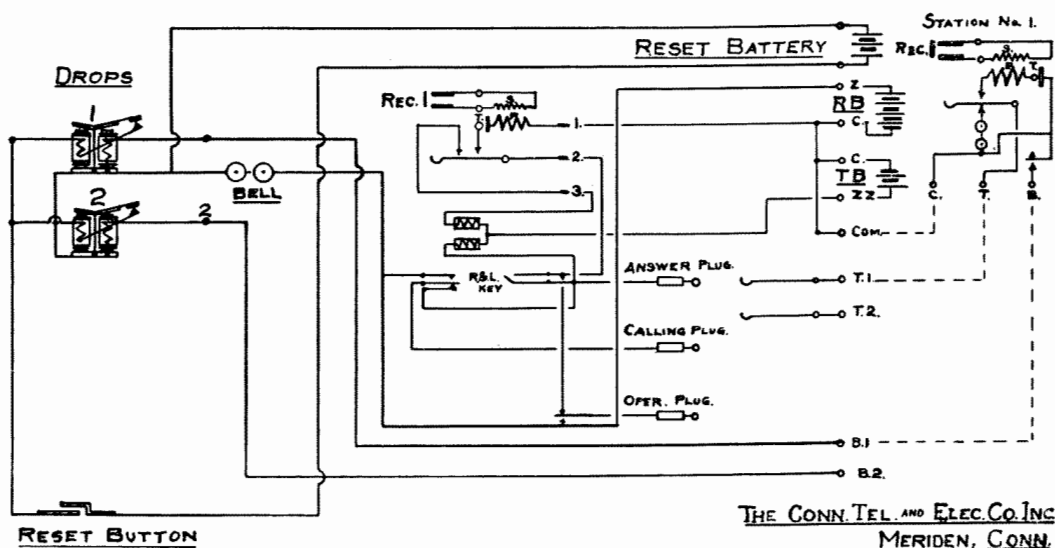 STATION No 1.
RESET BATTERY
REC.
S.
P.
T.
DROPS
1
REC. 1
S.
P.
T.
Z
RB
C.
1.
2.
3.
C.
TB
ZZ
C.
T.
B.
COM.
BELL
2
2
R&L.
KEY
ANSWER PLUG.
T.1
T.2.
CALLING PLUG.
OPER. PLUG.
B.1
B.2.
RESET BUTTON
THE CONN. TEL. AND ELEC. CO. INC
MERIDEN, CONN.